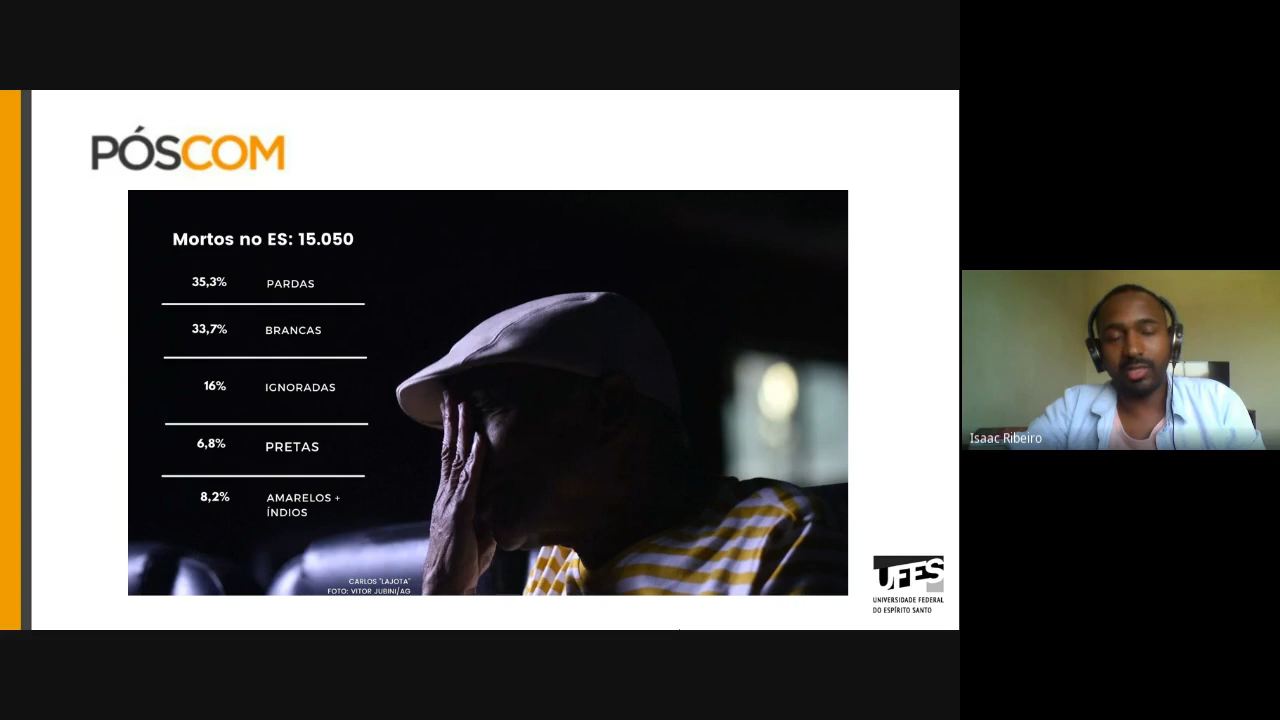 PÓSCOM
Mortos no ES: 15.050
35,3% PARDAS
33,7% BRANCAS
16% IGNORADAS
6,8% PRETAS
8,2% AMARELOS +
ÍNDIOS
CARLOS "LAJOTA"
FOTO: VITOR JUBINI/AG
UFES
UNIVERSIDADE FEDERAL
DO ESPÍRITO SANTO
Isaac Ribeiro